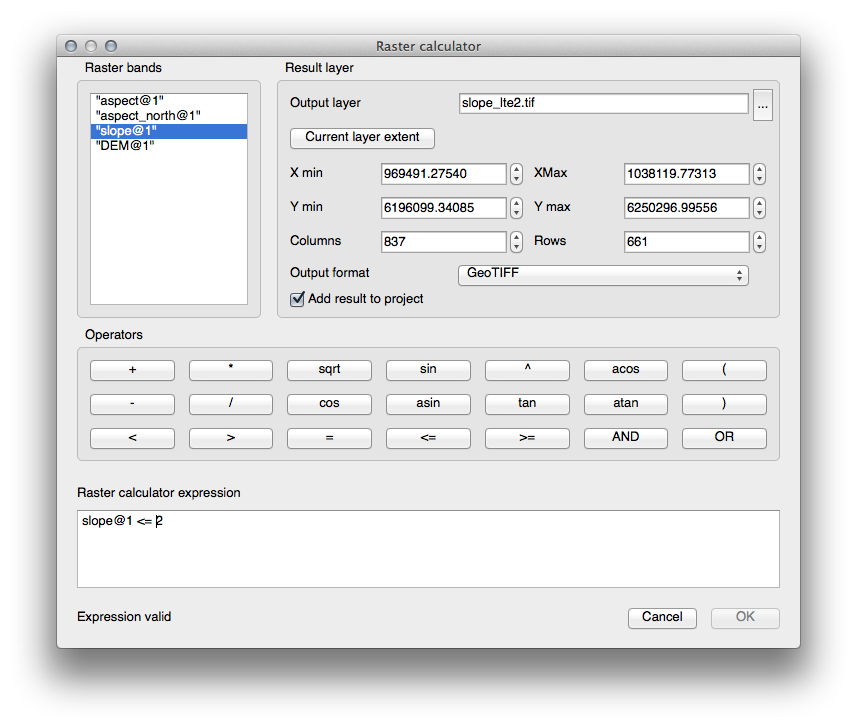 Raster calculator
Raster bands
"aspect@1"
"aspect_north@1"
"slope@1"
"DEM@1"
Result layer
Output layer slope_lte2.tif ...
Current layer extent
X min 969491.27540 XMax 1038119.77313
Y min 6196099.34085 Y max 6250296.99556
Columns 837 Rows 661
Output format GeoTIFF
Add result to project
Operators
+ * sqrt sin ^ acos (
- / cos asin tan atan )
< > = <= >= AND OR
Raster calculator expression
slope@1 <= 2
Expression valid
Cancel OK